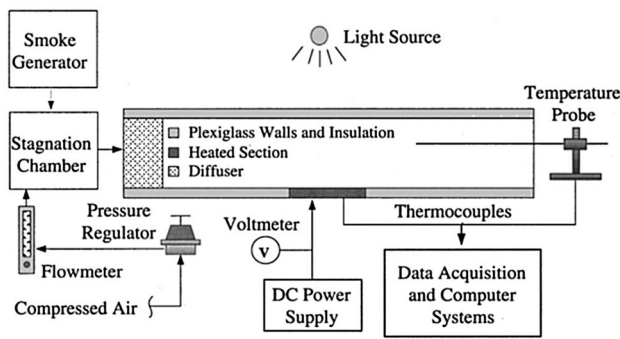 Smoke
Generator
Light Source
Temperature
Probe
Stagnation
Chamber
Plexiglass Walls and Insulation
Heated Section
Diffuser
Pressure
Regulator
Voltmeter
V
Thermocouples
Flowmeter
Compressed Air
DC Power
Supply
Data Acquisition
and Computer
Systems